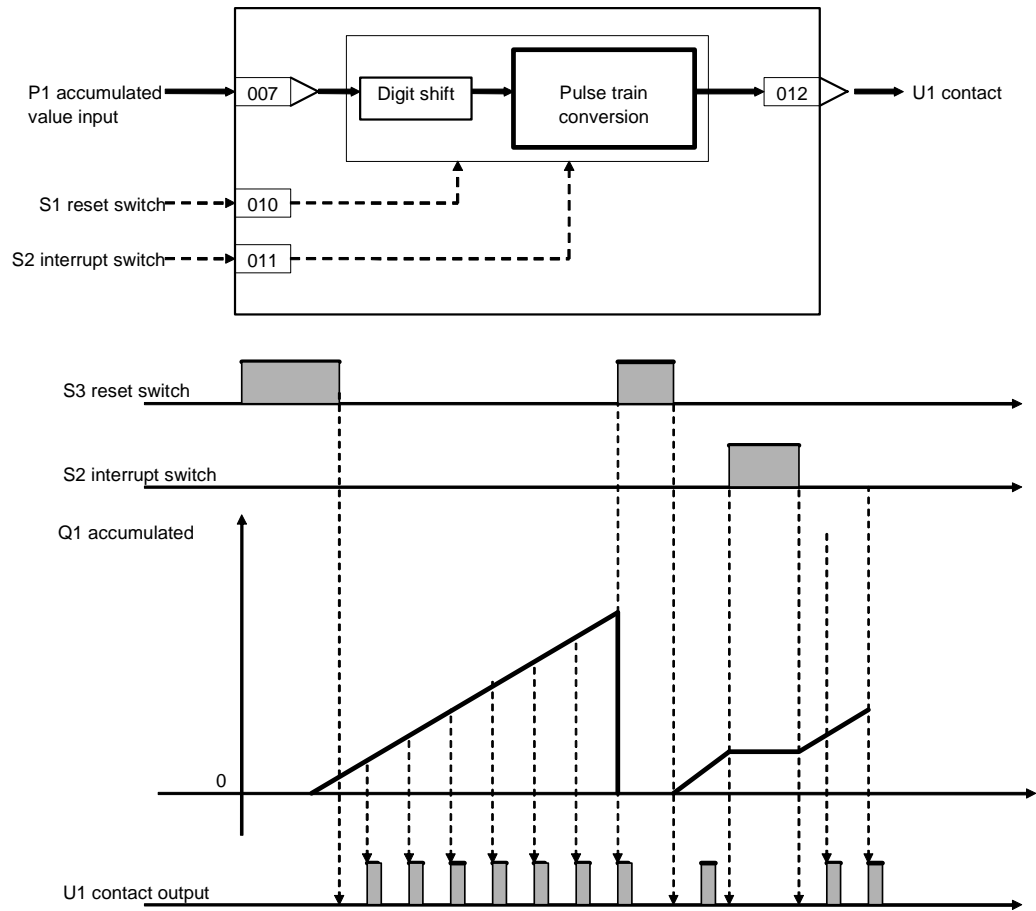 P1 accumulated
value input
007
Digit shift
Pulse train
conversion
012
U1 contact
S1 reset switch
010
S2 interrupt switch
011
S3 reset switch
S2 interrupt switch
Q1 accumulated
0
U1 contact output